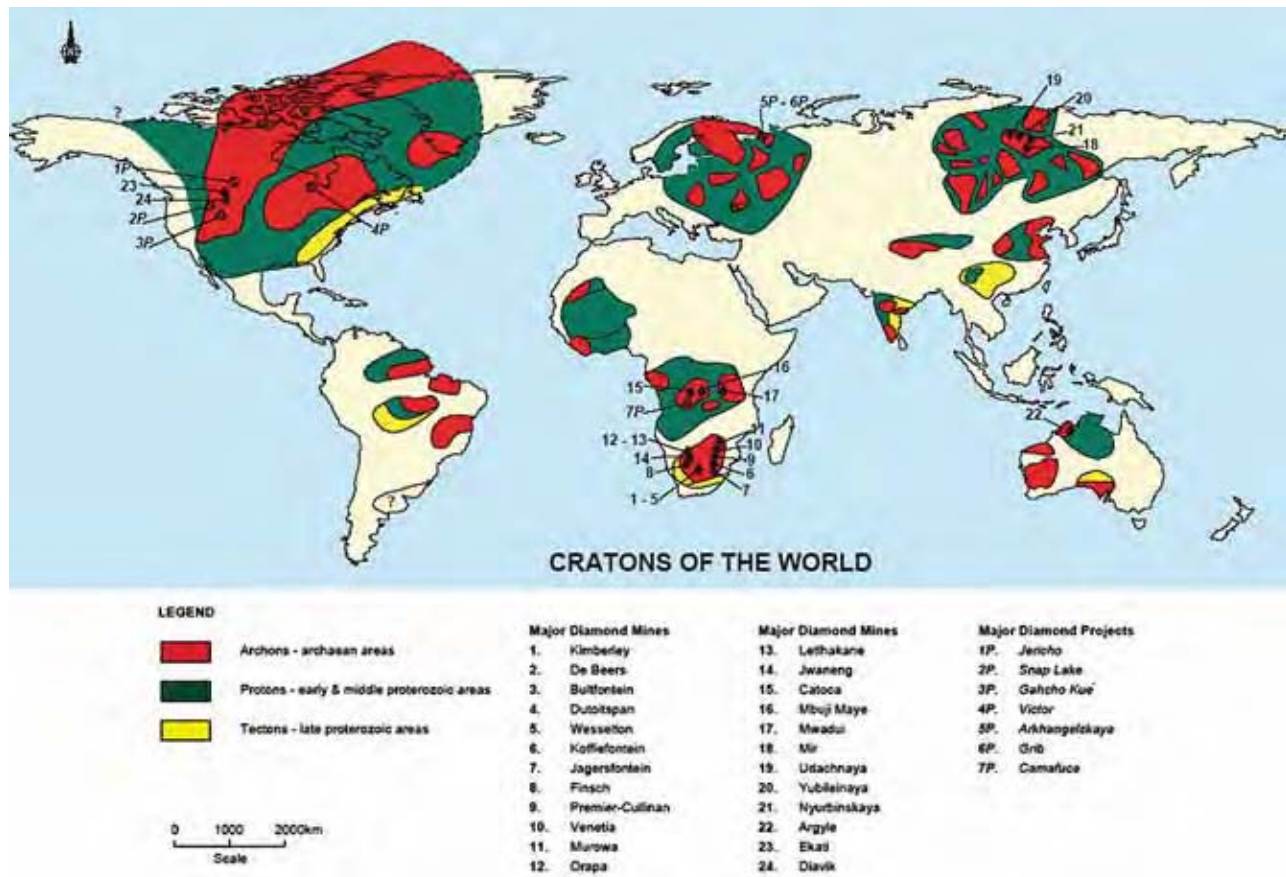 ?
19
20
21
18
5P - 6P
1P
23
24
2P
3P
4P
16
15
17
7P
22
11
12 - 13
10
14
9
8
6
7
1 - 5
?
CRATONS OF THE WORLD
LEGEND
Archons - archaean areas
Protons - early & middle proterozoic areas
Tectons - late proterozoic areas
0 1000 2000km
Scale
Major Diamond Mines
1. Kimberley
2. De Beers
3. Bultfontein
4. Dutoitspan
5. Wesselton
6. Koffiefontein
7. Jagersfontein
8. Finsch
9. Premier-Cullinan
10. Venetia
11. Murowa
12. Orapa
Major Diamond Mines
13. Letlhakane
14. Jwaneng
15. Catoca
16. Mbuji Maye
17. Mwadui
18. Mir
19. Udachnaya
20. Yubileinaya
21. Nyurbinskaya
22. Argyle
23. Ekati
24. Diavik
Major Diamond Projects
1P. Jericho
2P. Snap Lake
3P. Gahcho Kué
4P. Victor
5P. Arkhangelskaya
6P. Grib
7P. Camafuca